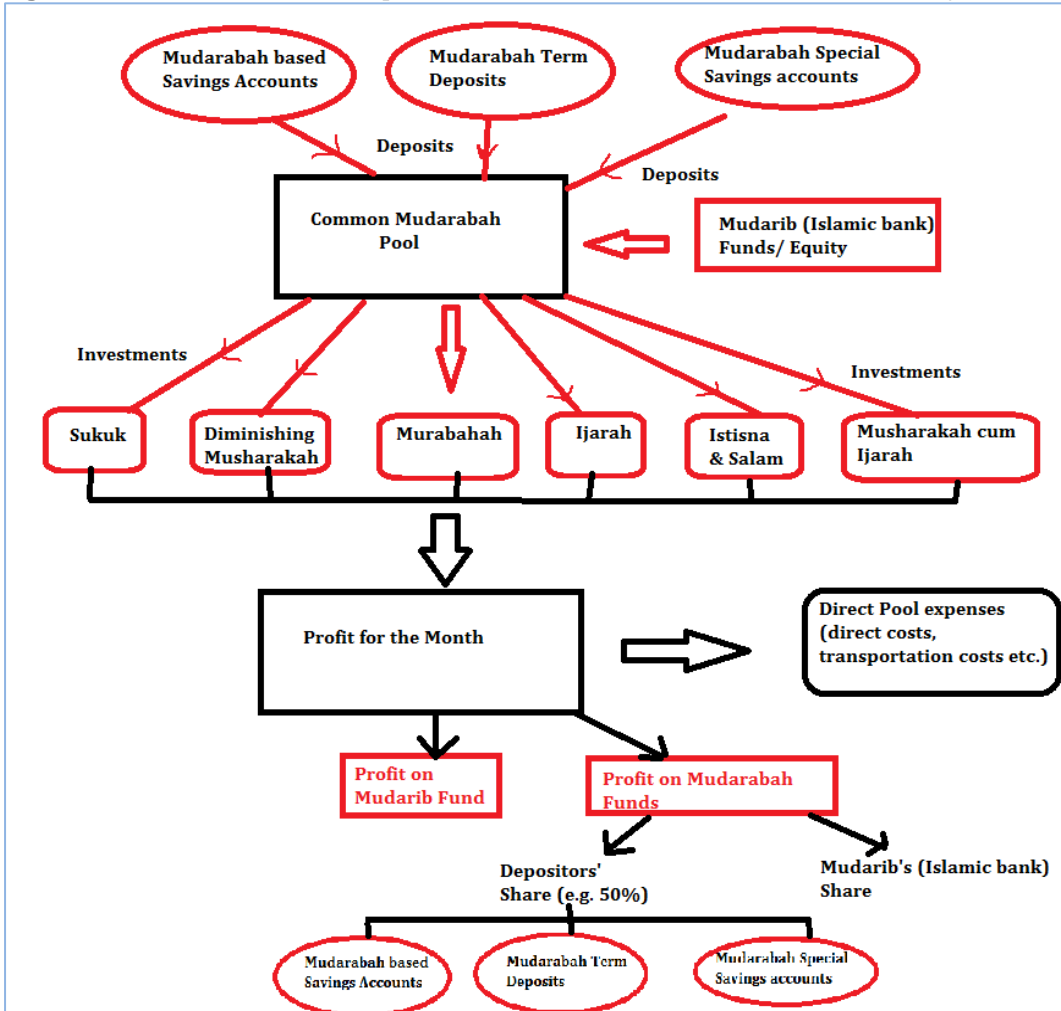 Mudarabah based
Savings Accounts
Mudarabah Term
Deposits
Mudarabah Special
Savings accounts
Deposits
Deposits
Common Mudarabah
Pool
Mudarib (Islamic bank)
Funds/ Equity
Investments
Investments
Sukuk
Diminishing
Musharakah
Murabahah
Ijarah
Istisna
& Salam
Musharakah cum
Ijarah
Profit for the Month
Direct Pool expenses
(direct costs,
transportation costs etc.)
Profit on
Mudarib Fund
Profit on Mudarabah
Funds
Depositors'
Share (e.g. 50%)
Mudarib's (Islamic bank)
Share
Mudarabah based
Savings Accounts
Mudarabah Term
Deposits
Mudarabah Special
Savings accounts